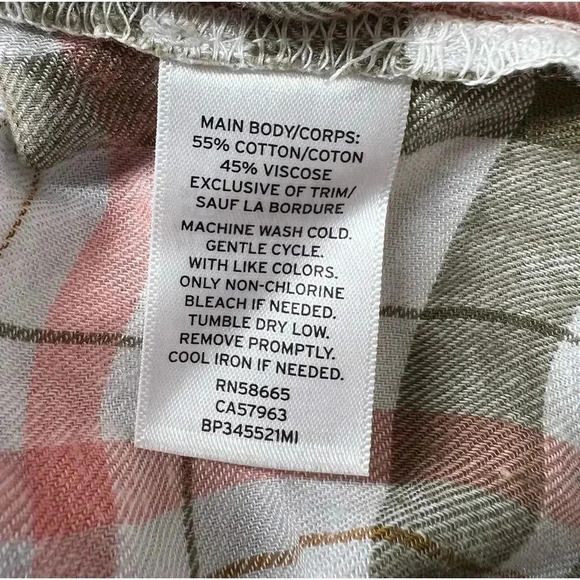 MAIN BODY/CORPS:
55% COTTON/COTON
45% VISCOSE
EXCLUSIVE OF TRIM/
SAUF LA BORDURE
MACHINE WASH COLD.
GENTLE CYCLE.
WITH LIKE COLORS.
ONLY NON-CHLORINE
BLEACH IF NEEDED.
TUMBLE DRY LOW.
REMOVE PROMPTLY.
COOL IRON IF NEEDED.
RN58665
CA57963
BP345521MI